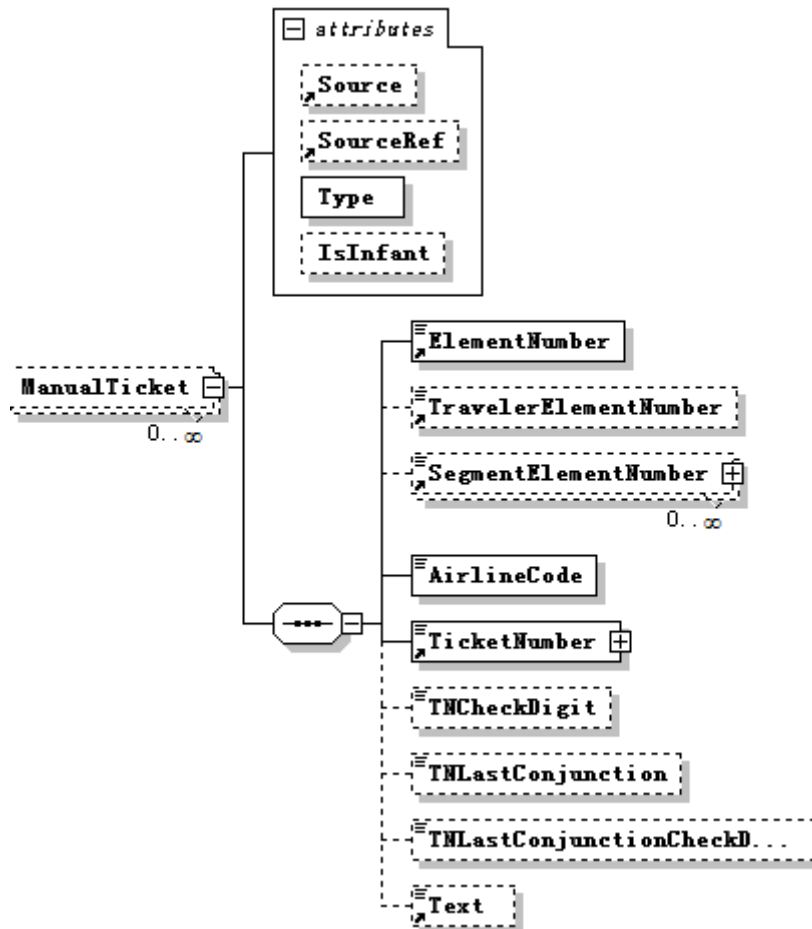 attributes
Source
SourceRef
Type
IsInfant
ManualTicket
0..∞
ElementNumber
TravelerElementNumber
SegmentElementNumber
0..∞
AirlineCode
TicketNumber
TNCheckDigit
TNLastConjunction
TNLastConjunctionCheckD...
Text